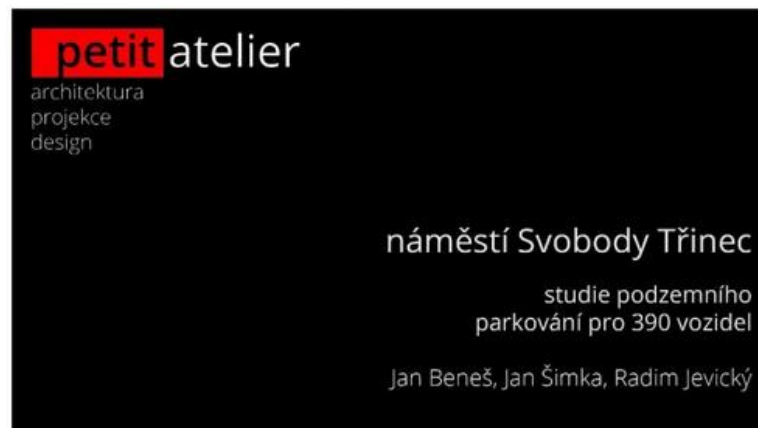 petit atelier
architektura
projekce
design
náměstí Svobody Třinec
studie podzemního
parkování pro 390 vozidel
Jan Beneš, Jan Šimka, Radim Jevický